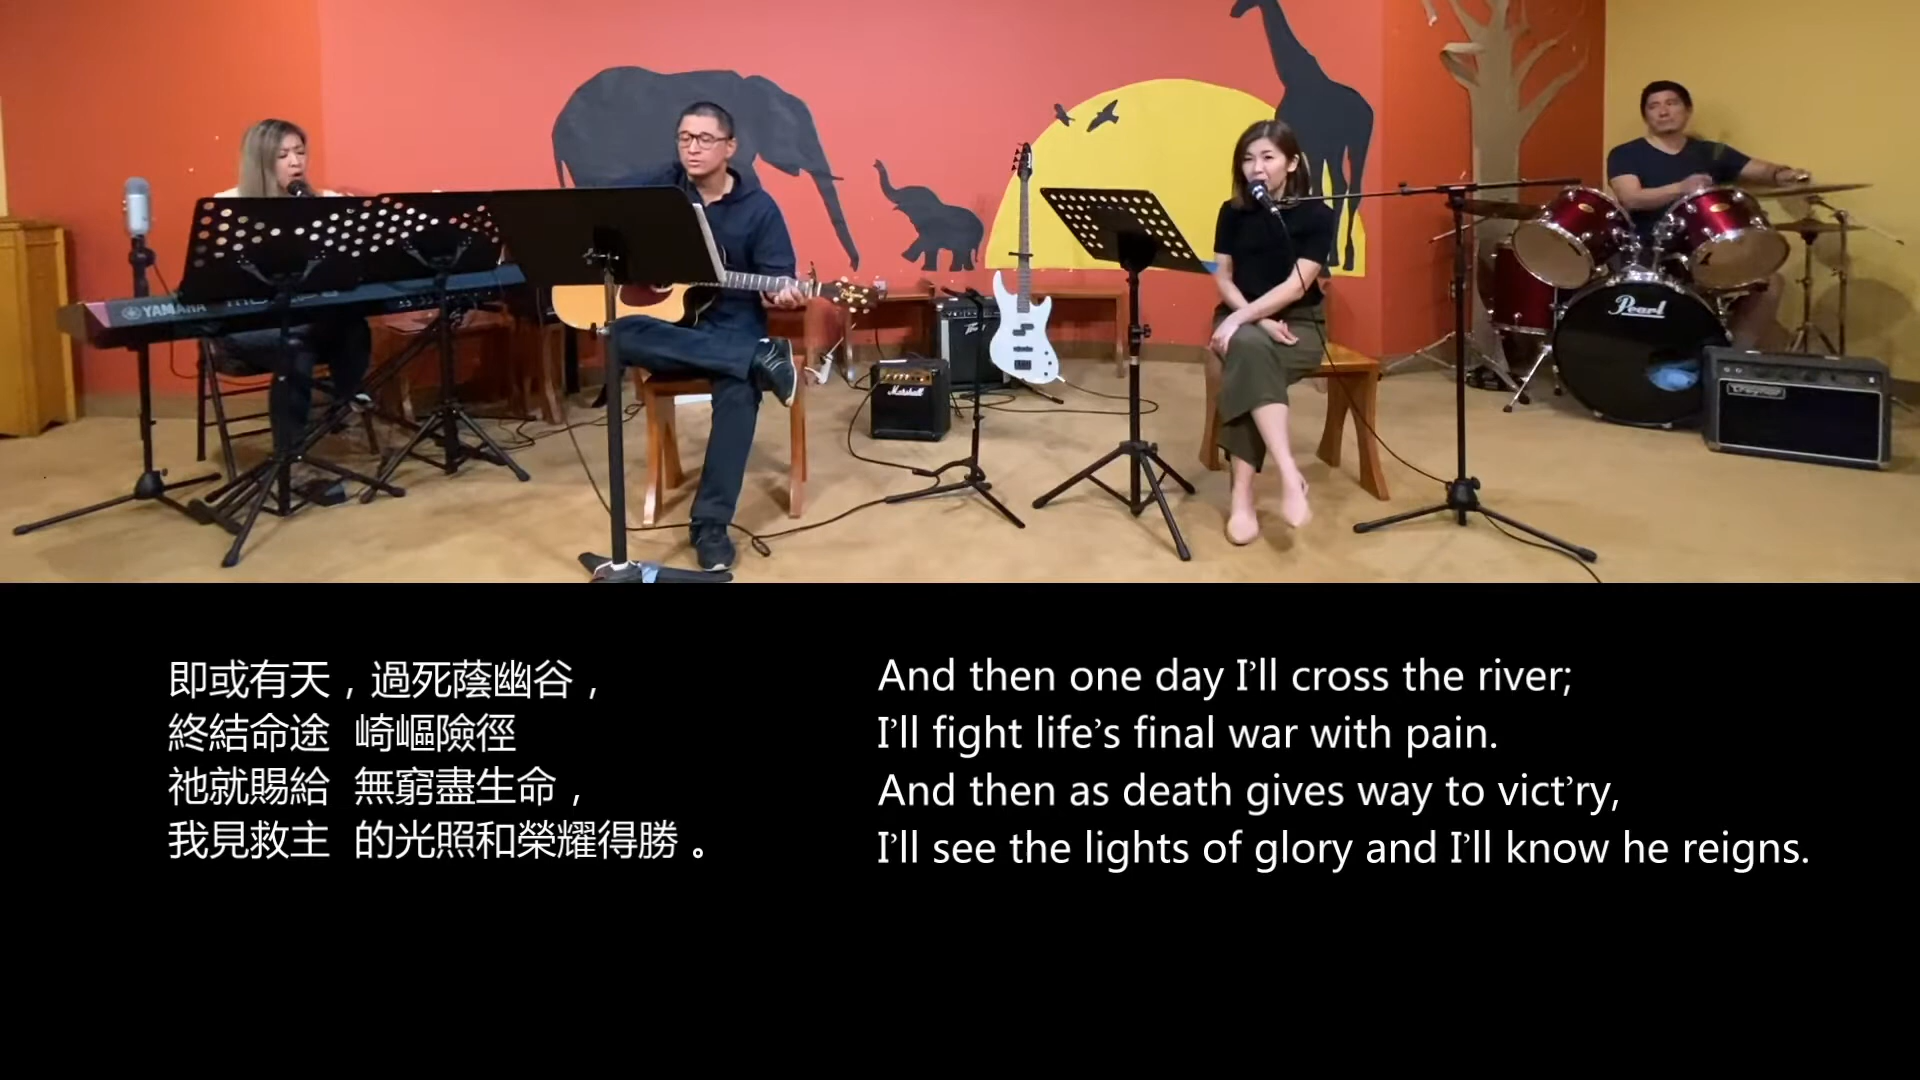 YAMAHA
Marshall
Pearl
Traynor
即或有天，過死蔭幽谷，
終結命途 崎嶇險徑
祂就賜給 無窮盡生命，
我見救主 的光照和榮耀得勝。
And then one day I’ll cross the river;
I’ll fight life’s final war with pain.
And then as death gives way to vict’ry,
I’ll see the lights of glory and I’ll know he reigns.